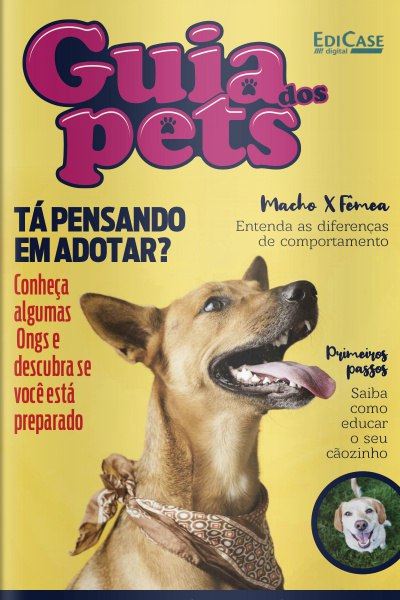 Guia
dos
pets
EDICASE
digital
TÁ PENSANDO
EM ADOTAR?
Conheça
algumas
Ongs e
descubra se
você está
preparado
Macho X Fêmea
Entenda as diferenças
de comportamento
Primeiros
passos
Saiba
como
educar
o seu
cãozinho